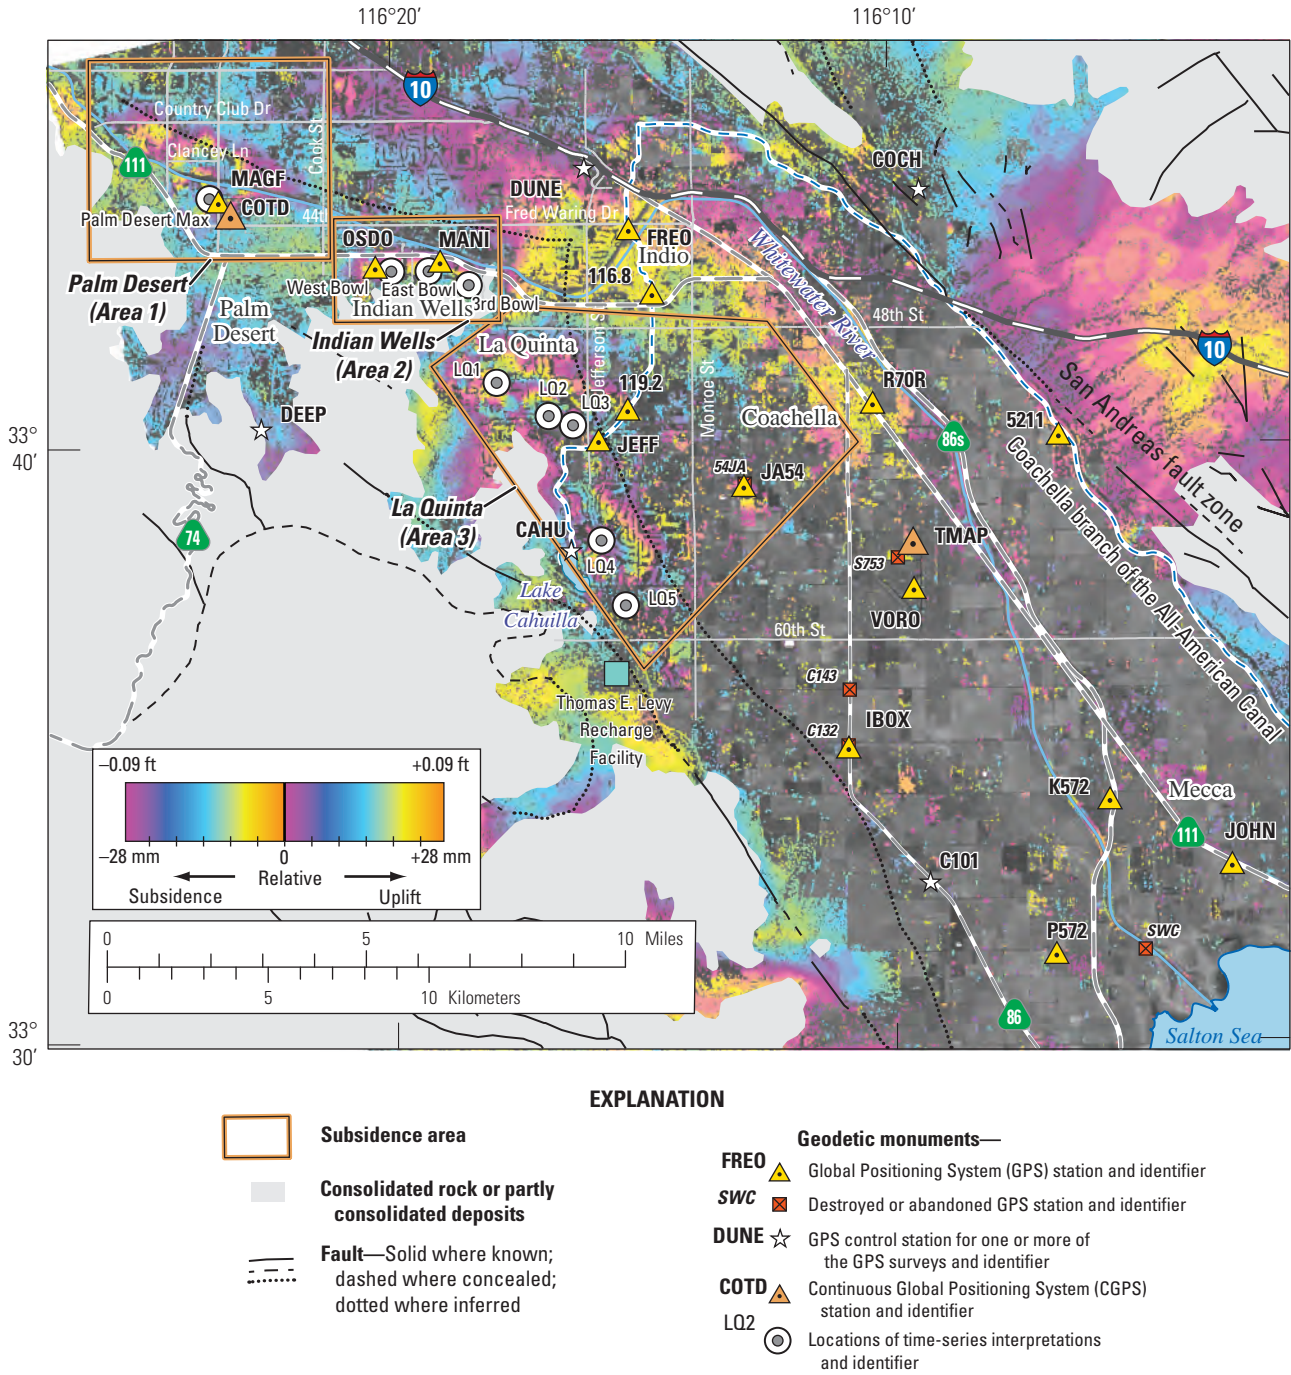 116°20'
116°10'
10
Country Club Dr
Cook St
111
Clancey Ln
MAGF
COTD
Palm Desert Max
44t
COCH
DUNE
Fred Waring Dr
OSDO
MANI
FREO
Indio
Whitewater River
116.8
West Bowl
East Bowl
3rd Bowl
Indian Wells
Palm Desert
(Area 1)
Palm
Desert
Indian Wells
(Area 2)
La Quinta
48th St
10
Jefferson S
Monroe St
LQ1
LQ2
LQ3
119.2
R70R
San Andreas fault zone
DEEP
Coachella
5211
86s
33°
40'
JEFF
54JA
JA54
Coachella branch of the All-American Canal
La Quinta
(Area 3)
CAHU
74
TMAP
S753
LQ4
Lake
Cahuilla
LQ5
VORO
60th St
C143
Thomas E. Levy
Recharge
Facility
IBOX
C132
–0.09 ft
+0.09 ft
–28 mm
0
+28 mm
Relative
Subsidence
Uplift
K572
Mecca
111
JOHN
C101
0
5
10 Miles
0
5
10 Kilometers
P572
SWC
86
Salton Sea
33°
30'
EXPLANATION
Subsidence area
Consolidated rock or partly
consolidated deposits
Fault—Solid where known;
dashed where concealed;
dotted where inferred
Geodetic monuments—
FREO Global Positioning System (GPS) station and identifier
SWC Destroyed or abandoned GPS station and identifier
DUNE GPS control station for one or more of
the GPS surveys and identifier
COTD Continuous Global Positioning System (CGPS)
station and identifier
LQ2 Locations of time-series interpretations
and identifier